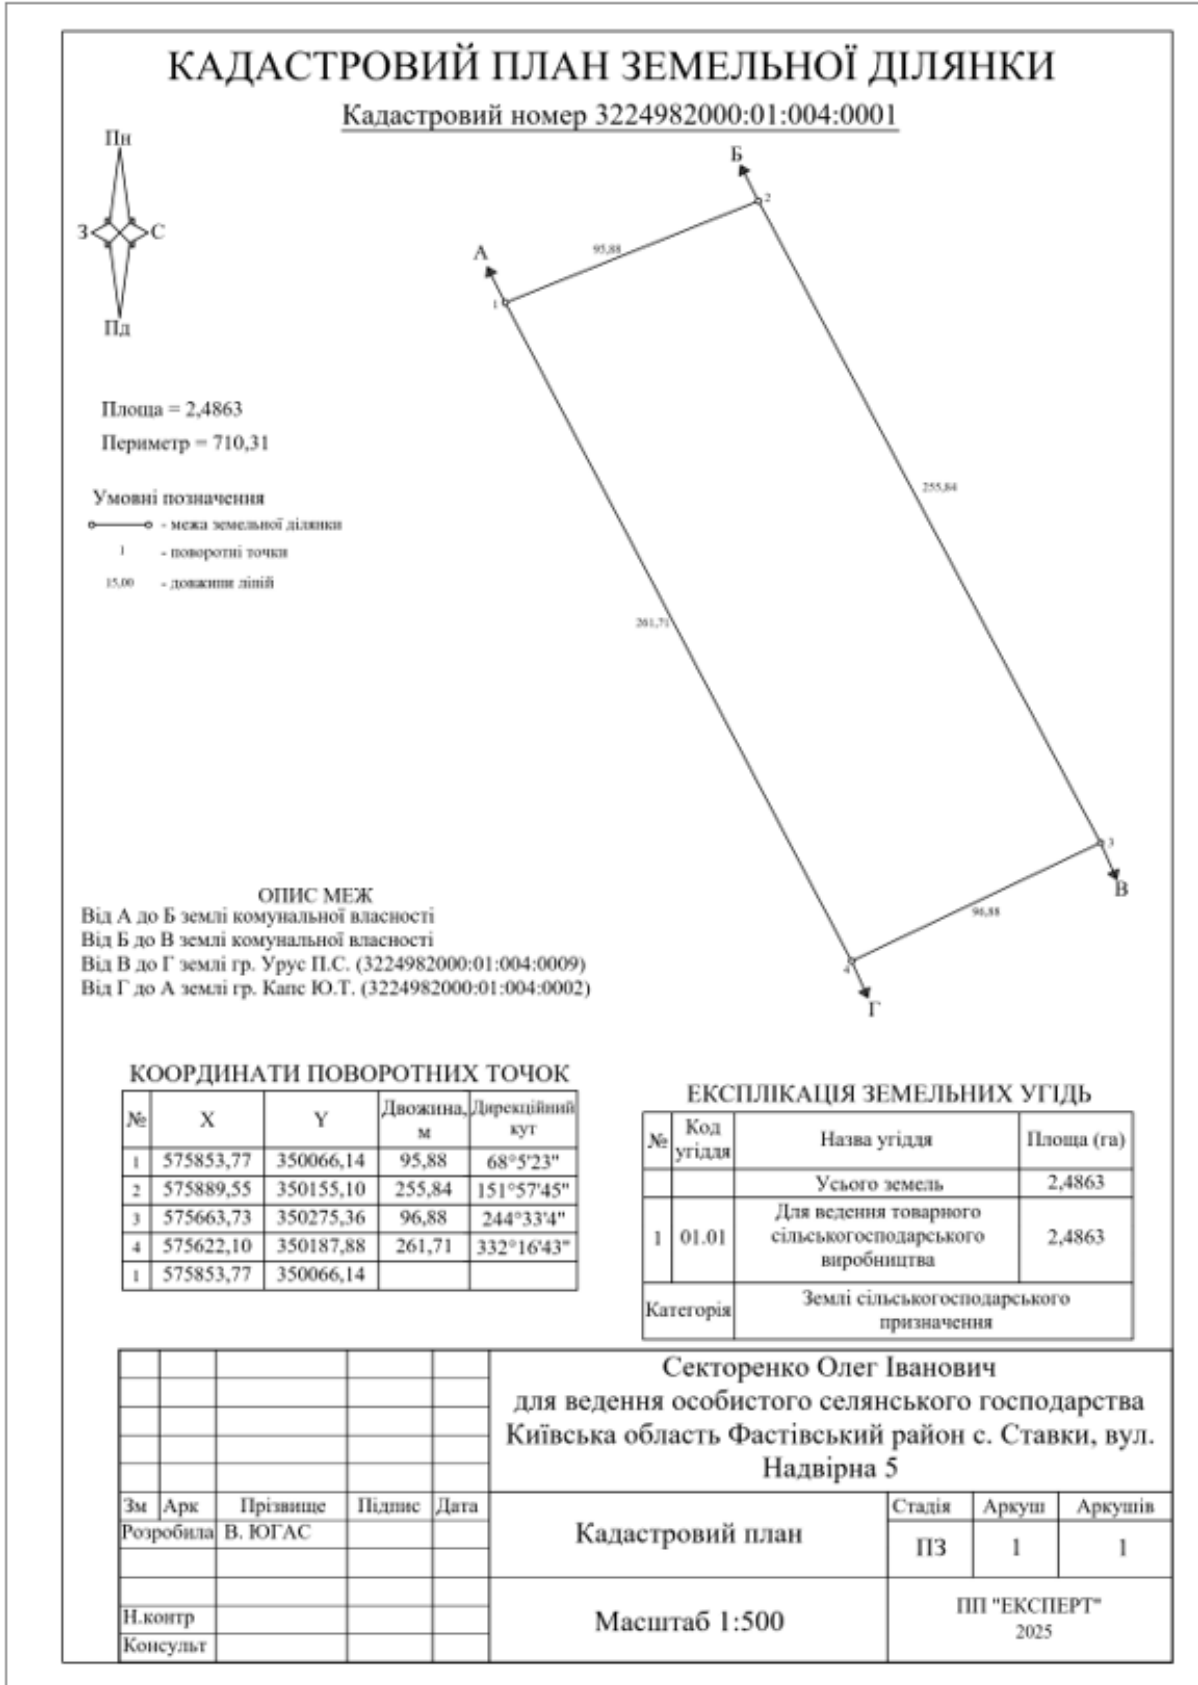 КАДАСТРОВИЙ ПЛАН ЗЕМЕЛЬНОЇ ДІЛЯНКИ
Кадастровий номер 3224982000:01:004:0001
Пн
З
С
Пд
Б
2
95,88
А
1
Площа = 2,4863
Периметр = 710,31
Умовні позначення
- межа земельної ділянки
1 - поворотні точки
15,00 - довжини ліній
255,84
261,71
3
В
96,88
4
Г
ОПИС МЕЖ
Від А до Б землі комунальної власності
Від Б до В землі комунальної власності
Від В до Г землі гр. Урус П.С. (3224982000:01:004:0009)
Від Г до А землі гр. Капс Ю.Т. (3224982000:01:004:0002)
КООРДИНАТИ ПОВОРОТНИХ ТОЧОК
№ X Y Двожина, м Дирекційний кут
1 575853,77 350066,14 95,88 68°5'23"
2 575889,55 350155,10 255,84 151°57'45"
3 575663,73 350275,36 96,88 244°33'4"
4 575622,10 350187,88 261,71 332°16'43"
1 575853,77 350066,14
ЕКСПЛІКАЦІЯ ЗЕМЕЛЬНИХ УГІДЬ
№ Код угіддя Назва угіддя Площа (га)
Усього земель 2,4863
1 01.01 Для ведення товарного сільськогосподарського виробництва 2,4863
Категорія Землі сільськогосподарського призначення
Секторенко Олег Іванович
для ведення особистого селянського господарства
Київська область Фастівський район с. Ставки, вул.
Надвірна 5
Зм Арк Прізвище Підпис Дата
Розробила В. ЮГАС
Н.контр
Консульт
Кадастровий план
Стадія Аркуш Аркушів
ПЗ 1 1
Масштаб 1:500
ПП "ЕКСПЕРТ"
2025